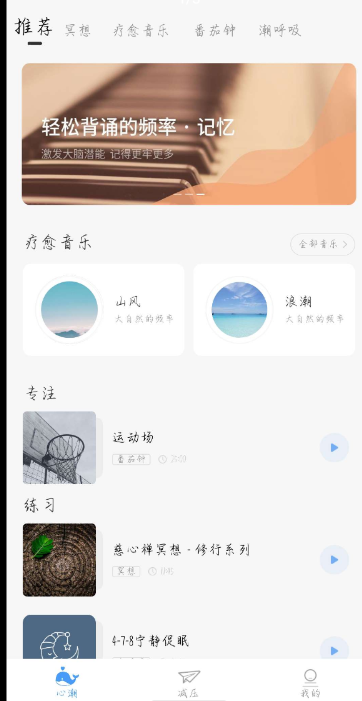 推荐 冥想 疗愈音乐 番茄钟 潮呼吸
轻松背诵的频率·记忆
激发大脑潜能 记得更牢更多
疗愈音乐
全部音乐
山风
大自然的频率
浪潮
大自然的频率
专注
运动场
番茄钟
练习
慈心禅冥想·修行系列
冥想
4-7-8宁静促眠
心潮 减压 我的